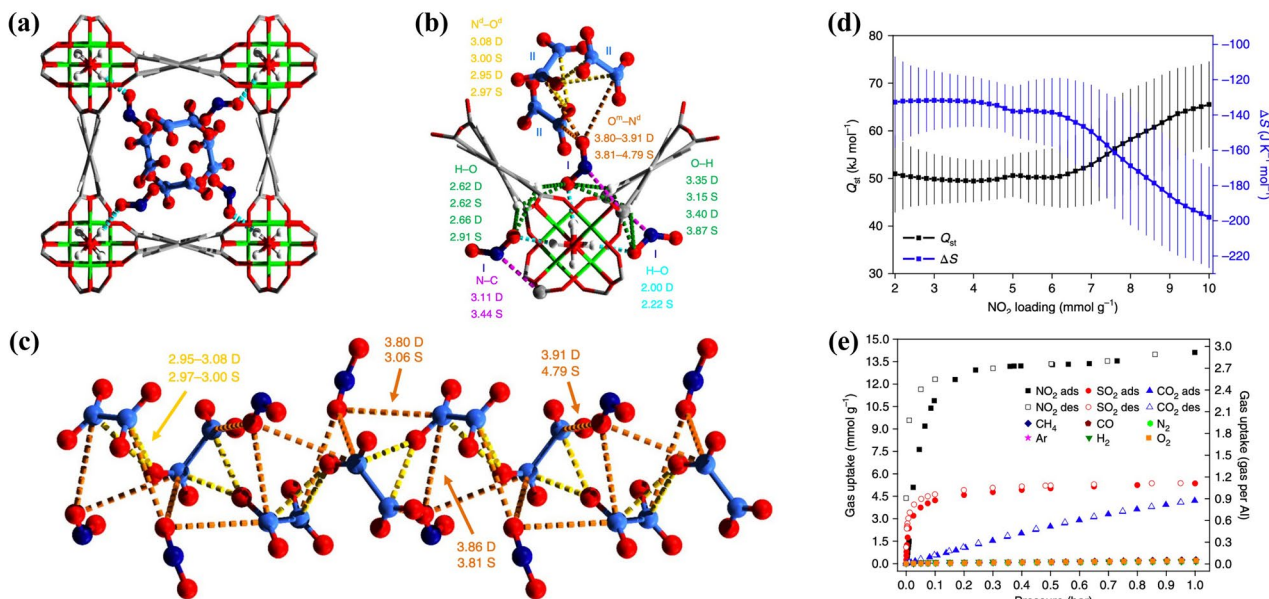 (a)
(b)
N^d–O^d
3.08 D
3.00 S
2.95 D
2.97 S
II
II
II
O^m–N^d
3.80–3.91 D
3.81–4.79 S
H–O
2.62 D
2.62 S
2.66 D
2.91 S
I
O–H
3.35 D
3.15 S
3.40 D
3.87 S
I
I
N–C
3.11 D
3.44 S
H–O
2.00 D
2.22 S
(c)
2.95–3.08 D
2.97–3.00 S
3.80 D
3.06 S
3.91 D
4.79 S
3.86 D
3.81 S
(d)
80
70
60
50
40
30
Q_st (kJ mol⁻¹)
Q_st
ΔS
2 3 4 5 6 7 8 9 10
NO₂ loading (mmol g⁻¹)
−100
−120
−140
−160
−180
−200
−220
ΔS (J K⁻¹ mol⁻¹)
(e)
15.0
13.5
12.0
10.5
9.0
7.5
6.0
4.5
3.0
1.5
0.0
Gas uptake (mmol g⁻¹)
NO₂ ads SO₂ ads CO₂ ads
NO₂ des SO₂ des CO₂ des
CH₄ CO N₂
Ar H₂ O₂
3.0
2.7
2.4
2.1
1.8
1.5
1.2
0.9
0.6
0.3
0.0
Gas uptake (gas per Al)
0.0 0.1 0.2 0.3 0.4 0.5 0.6 0.7 0.8 0.9 1.0
Pressure (bar)